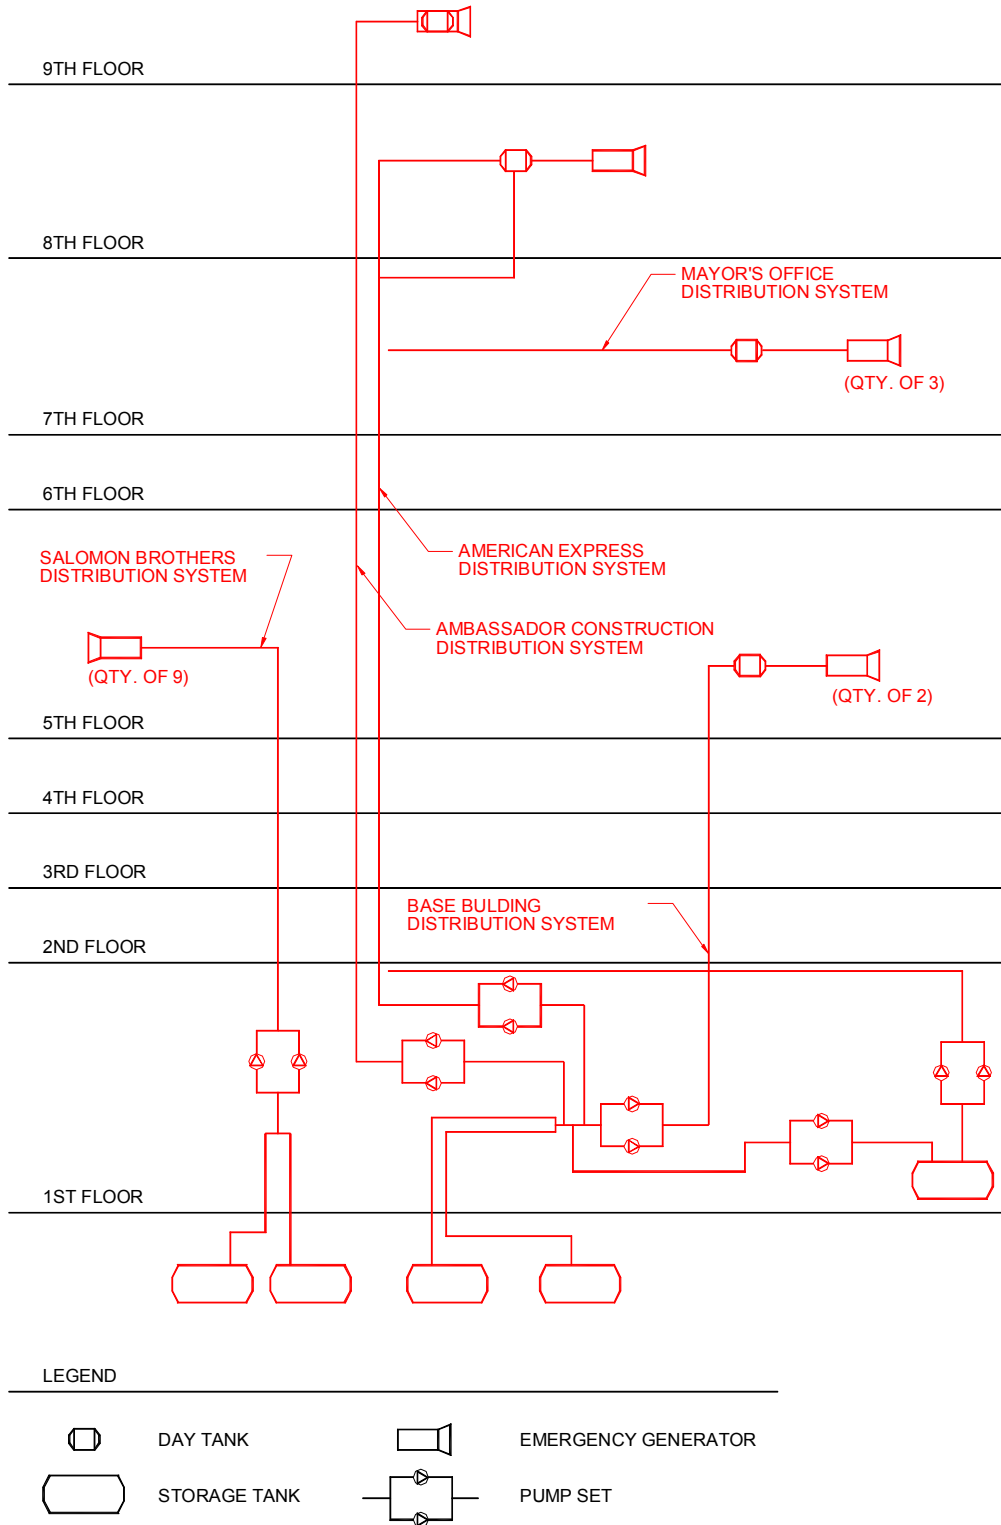 9TH FLOOR
8TH FLOOR
MAYOR'S OFFICE
DISTRIBUTION SYSTEM
(QTY. OF 3)
7TH FLOOR
6TH FLOOR
SALOMON BROTHERS
DISTRIBUTION SYSTEM
AMERICAN EXPRESS
DISTRIBUTION SYSTEM
AMBASSADOR CONSTRUCTION
DISTRIBUTION SYSTEM
(QTY. OF 9)
(QTY. OF 2)
5TH FLOOR
4TH FLOOR
3RD FLOOR
BASE BULDING
DISTRIBUTION SYSTEM
2ND FLOOR
1ST FLOOR
LEGEND
DAY TANK
EMERGENCY GENERATOR
STORAGE TANK
PUMP SET